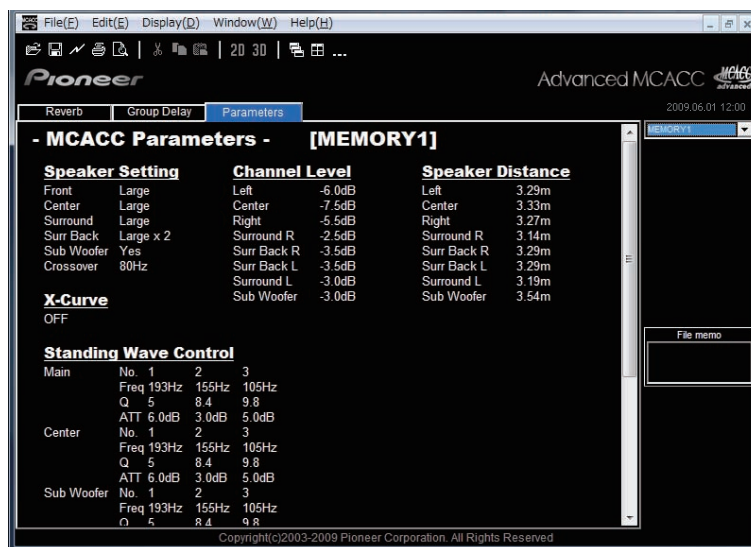 File(F) Edit(E) Display(D) Window(W) Help(H)
2D 3D ...
Pioneer
Advanced MCACC MCACC advanced
Reverb Group Delay Parameters
2009.06.01 12:00
MEMORY1
- MCACC Parameters - [MEMORY1]
Speaker Setting Channel Level Speaker Distance
Front Large Left -6.0dB Left 3.29m
Center Large Center -7.5dB Center 3.33m
Surround Large Right -5.5dB Right 3.27m
Surr Back Large x 2 Surround R -2.5dB Surround R 3.14m
Sub Woofer Yes Surr Back R -3.5dB Surr Back R 3.29m
Crossover 80Hz Surr Back L -3.5dB Surr Back L 3.29m
Surround L -3.0dB Surround L 3.19m
X-Curve Sub Woofer -3.0dB Sub Woofer 3.54m
OFF
File memo
Standing Wave Control
Main No. 1 2 3
Freq 193Hz 155Hz 105Hz
Q 5 8.4 9.8
ATT 6.0dB 3.0dB 5.0dB
Center No. 1 2 3
Freq 193Hz 155Hz 105Hz
Q 5 8.4 9.8
ATT 6.0dB 3.0dB 5.0dB
Sub Woofer No. 1 2 3
Freq 193Hz 155Hz 105Hz
Q 5 8.4 9.8
Copyright(c)2003-2009 Pioneer Corporation. All Rights Reserved